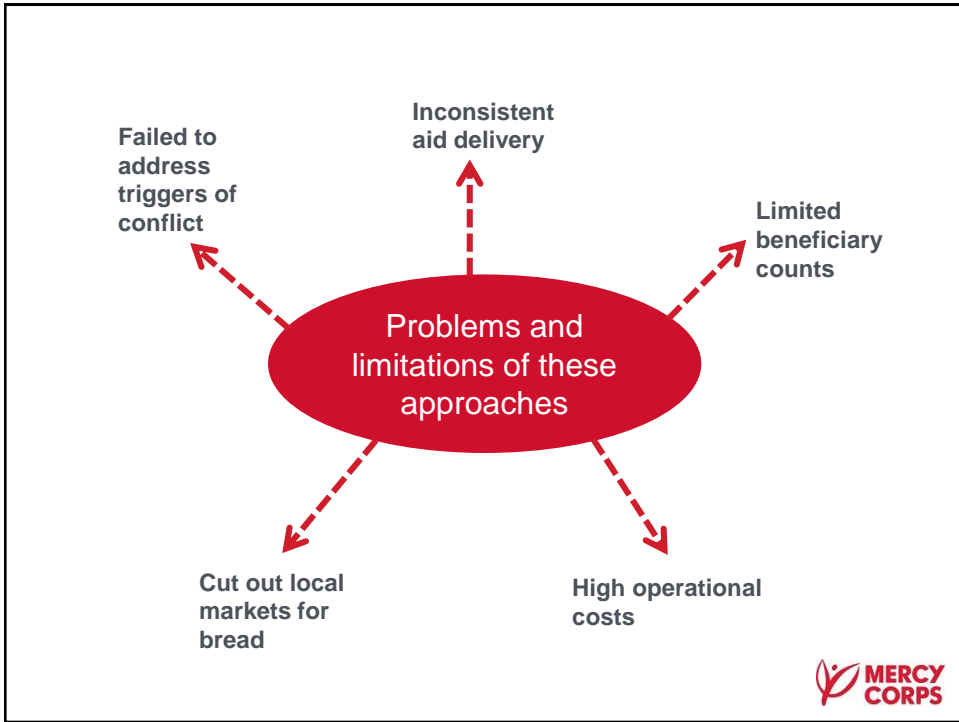 Failed to
address
triggers of
conflict
Inconsistent
aid delivery
Limited
beneficiary
counts
Problems and
limitations of these
approaches
Cut out local
markets for
bread
High operational
costs
MERCY
CORPS